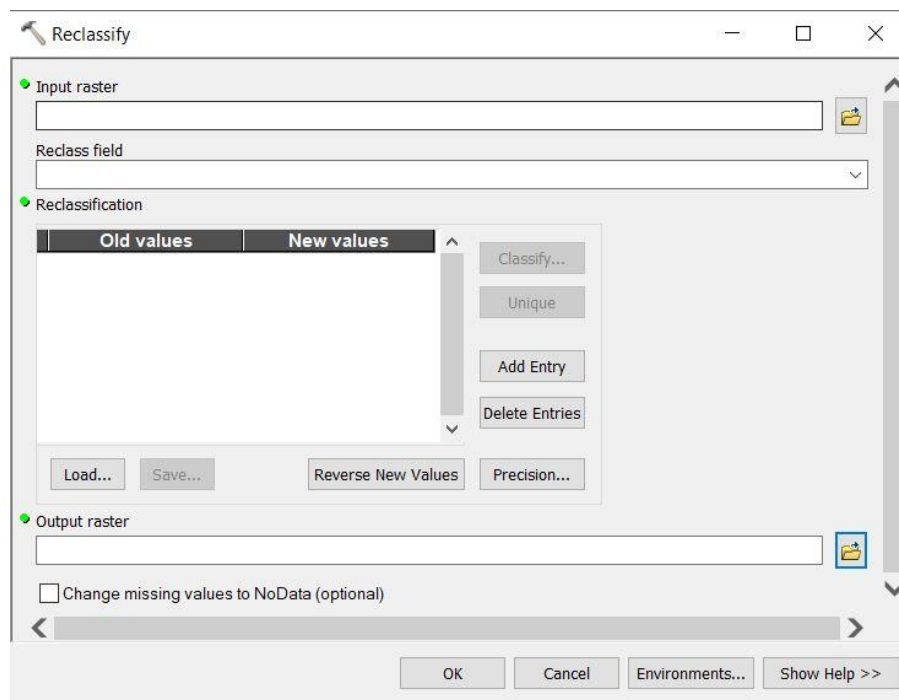 Reclassify
Input raster
Reclass field
Reclassification
Old values New values
Classify...
Unique
Add Entry
Delete Entries
Load... Save... Reverse New Values Precision...
Output raster
Change missing values to NoData (optional)
OK Cancel Environments... Show Help >>